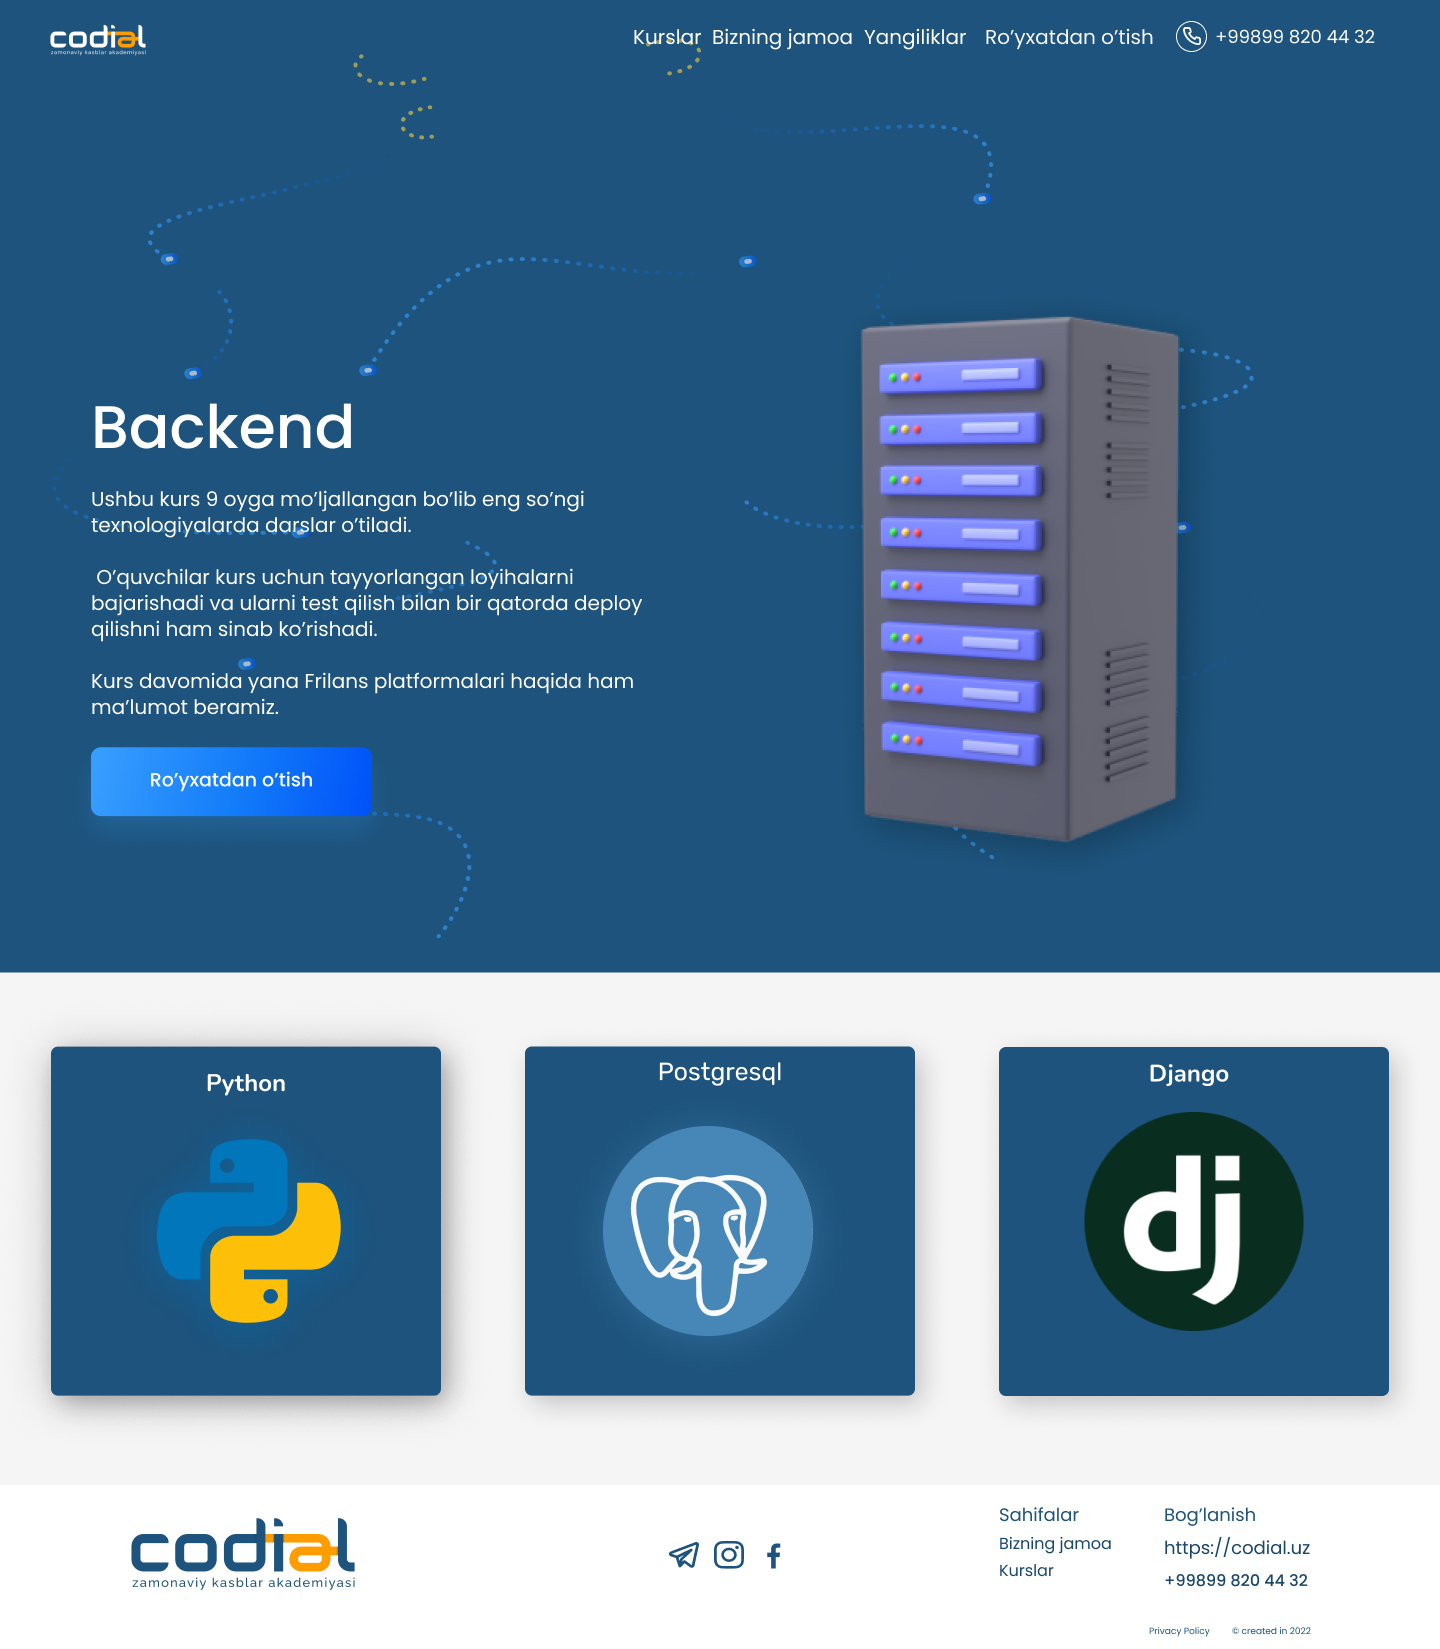 codial
zamonaviy kasblar akademiyasi
Kurslar Bizning jamoa Yangiliklar Ro’yxatdan o’tish +99899 820 44 32
Backend
Ushbu kurs 9 oyga mo’ljallangan bo’lib eng so’ngi
texnologiyalarda darslar o’tiladi.
O’quvchilar kurs uchun tayyorlangan loyihalarni
bajarishadi va ularni test qilish bilan bir qatorda deploy
qilishni ham sinab ko’rishadi.
Kurs davomida yana Frilans platformalari haqida ham
ma’lumot beramiz.
Ro’yxatdan o’tish
Python
Postgresql
Django
dj
codial
zamonaviy kasblar akademiyasi
Sahifalar
Bizning jamoa
Kurslar
Bog’lanish
https://codial.uz
+99899 820 44 32
Privacy Policy © created in 2022